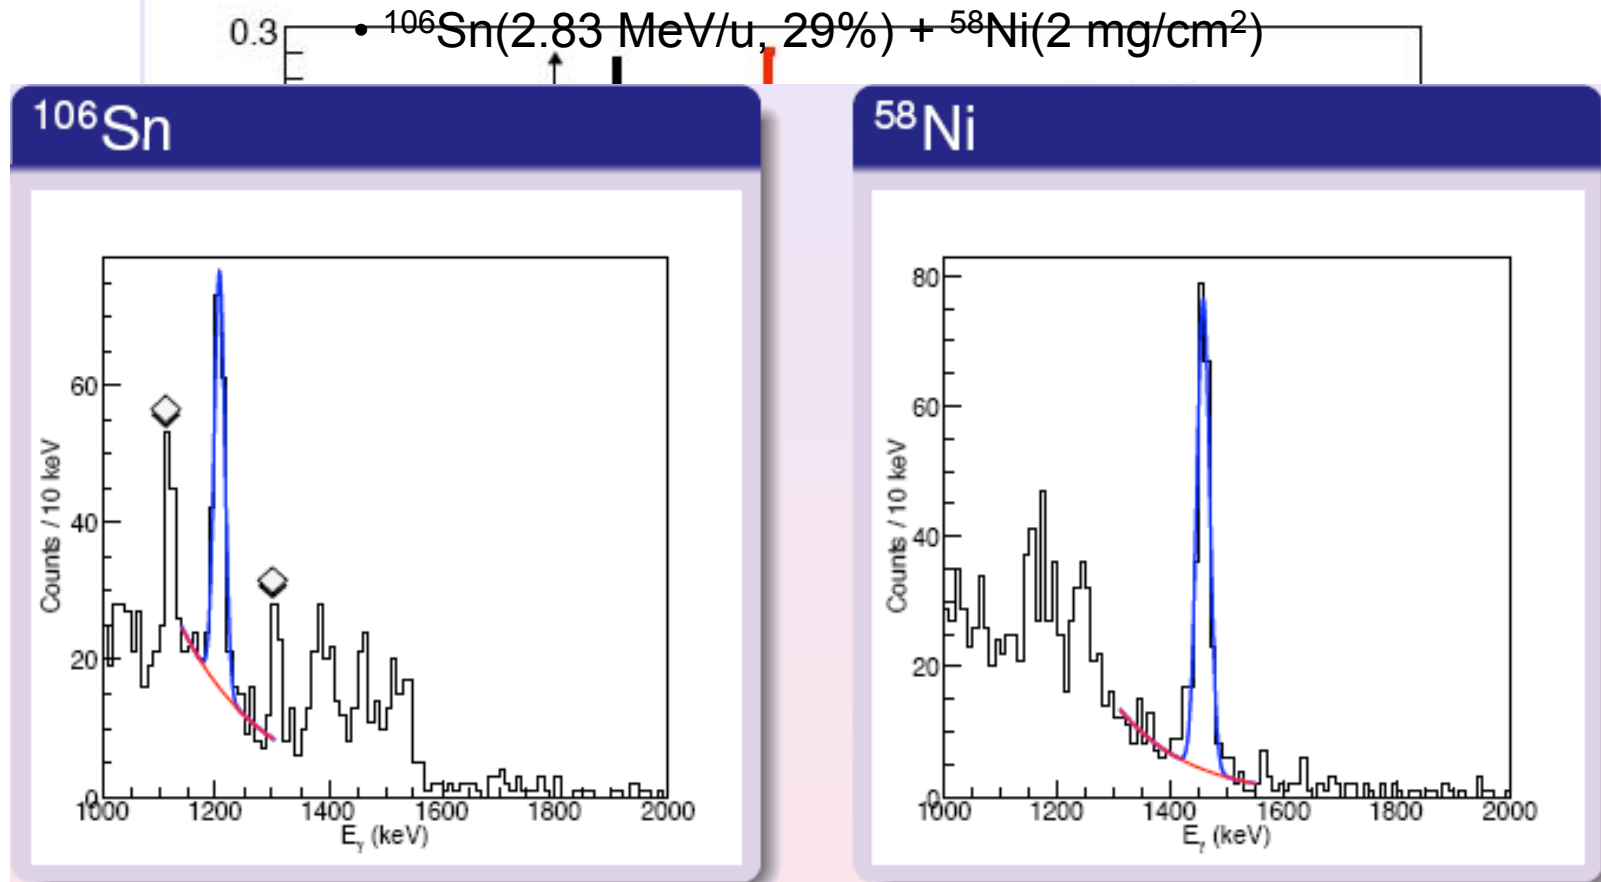 0.3
• ¹⁰⁶Sn(2.83 MeV/u, 29%) + ⁵⁸Ni(2 mg/cm²)
¹⁰⁶Sn
Counts / 10 keV
60
40
20
0
1000 1200 1400 1600 1800 2000
Eγ (keV)
⁵⁸Ni
Counts / 10 keV
80
60
40
20
0
1000 1200 1400 1600 1800 2000
Eγ (keV)